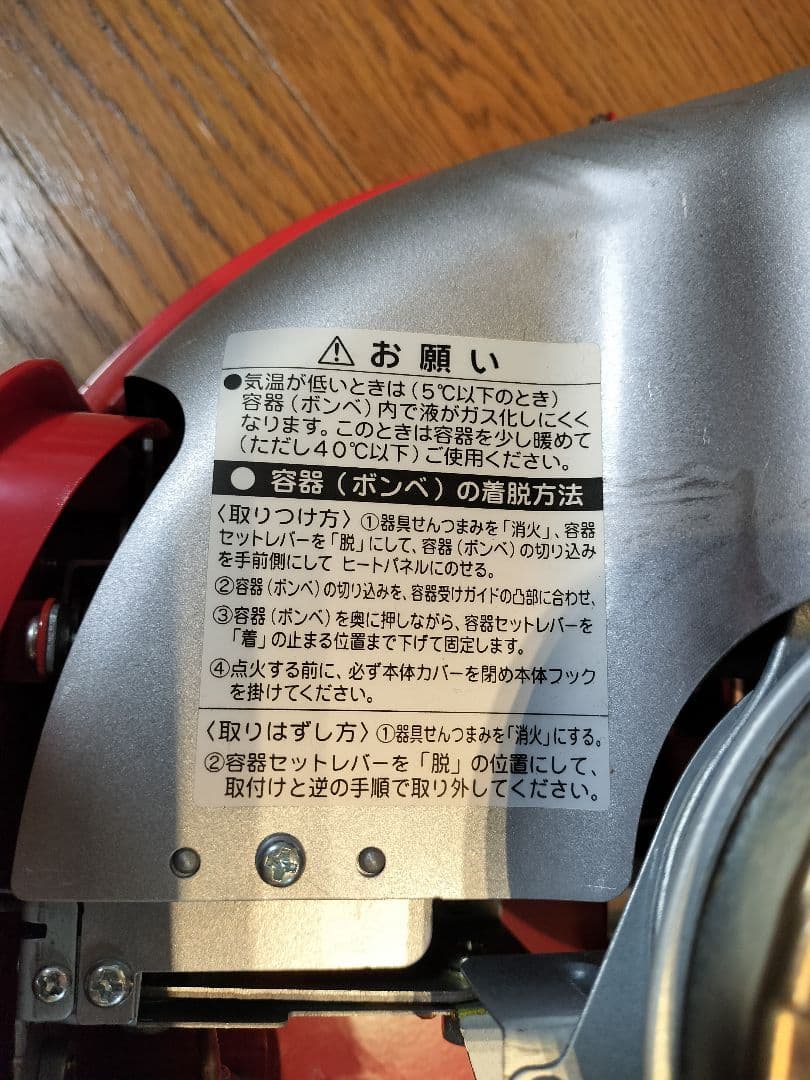 ⚠ お願い
●気温が低いときは(5℃以下のとき)
容器(ボンベ)内で液がガス化しにくく
なります。このときは容器を少し暖めて
(ただし40℃以下)ご使用ください。
● 容器(ボンベ)の着脱方法
〈取りつけ方〉①器具せんつまみを「消火」、容器
セットレバーを「脱」にして、容器(ボンベ)の切り込み
を手前側にして ヒートパネルにのせる。
②容器(ボンベ)の切り込みを、容器受けガイドの凸部に合わせ、
③容器(ボンベ)を奥に押しながら、容器セットレバーを
「着」の止まる位置まで下げて固定します。
④点火する前に、必ず本体カバーを閉め本体フック
を掛けてください。
〈取りはずし方〉①器具せんつまみを「消火」にする。
②容器セットレバーを「脱」の位置にして、
取付けと逆の手順で取り外してください。